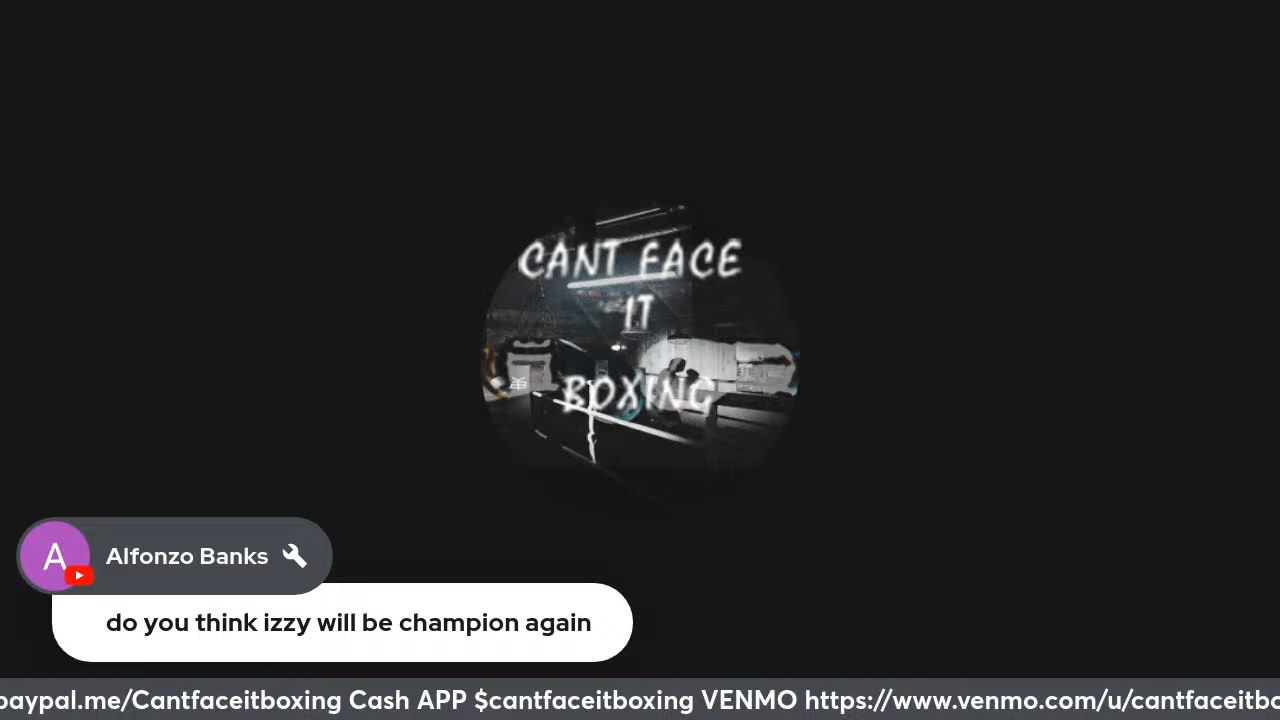 CANT FACE
IT
BOXING
A
Alfonzo Banks
do you think izzy will be champion again
paypal.me/Cantfaceitboxing Cash APP $cantfaceitboxing VENMO https://www.venmo.com/u/cantfaceitbo